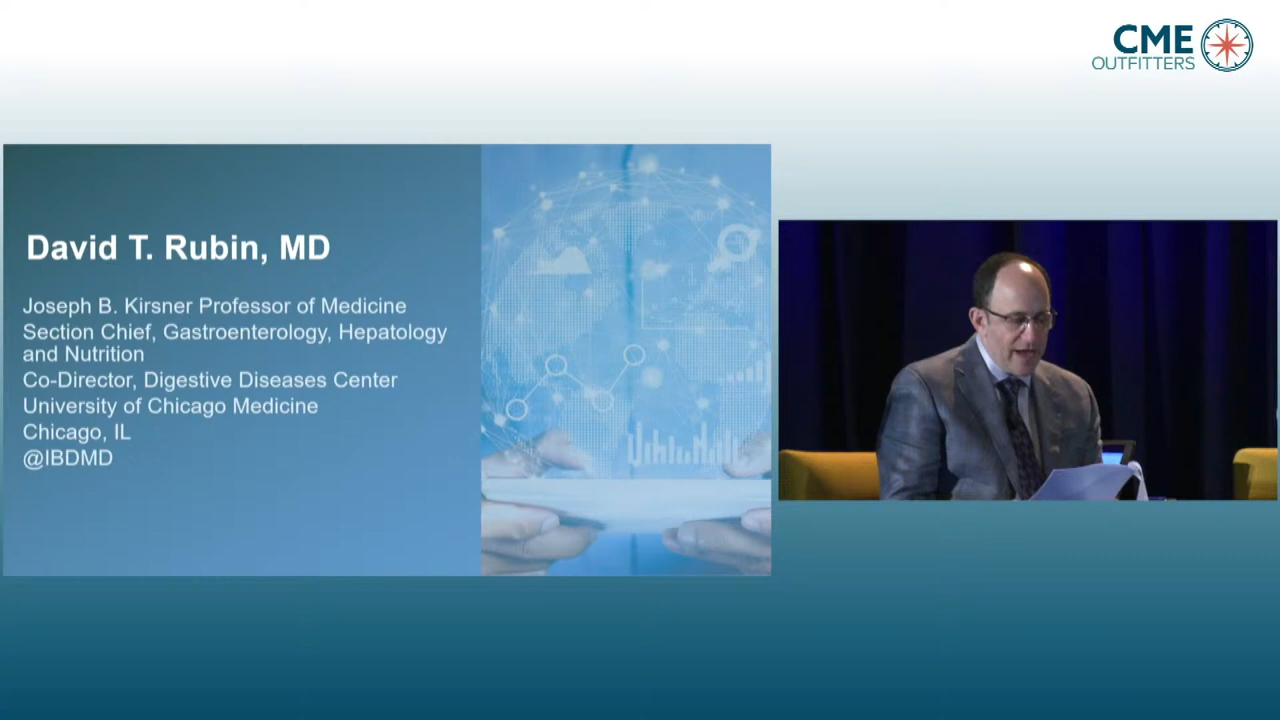 CME
OUTFITTERS
David T. Rubin, MD
Joseph B. Kirsner Professor of Medicine
Section Chief, Gastroenterology, Hepatology
and Nutrition
Co-Director, Digestive Diseases Center
University of Chicago Medicine
Chicago, IL
@IBDMD